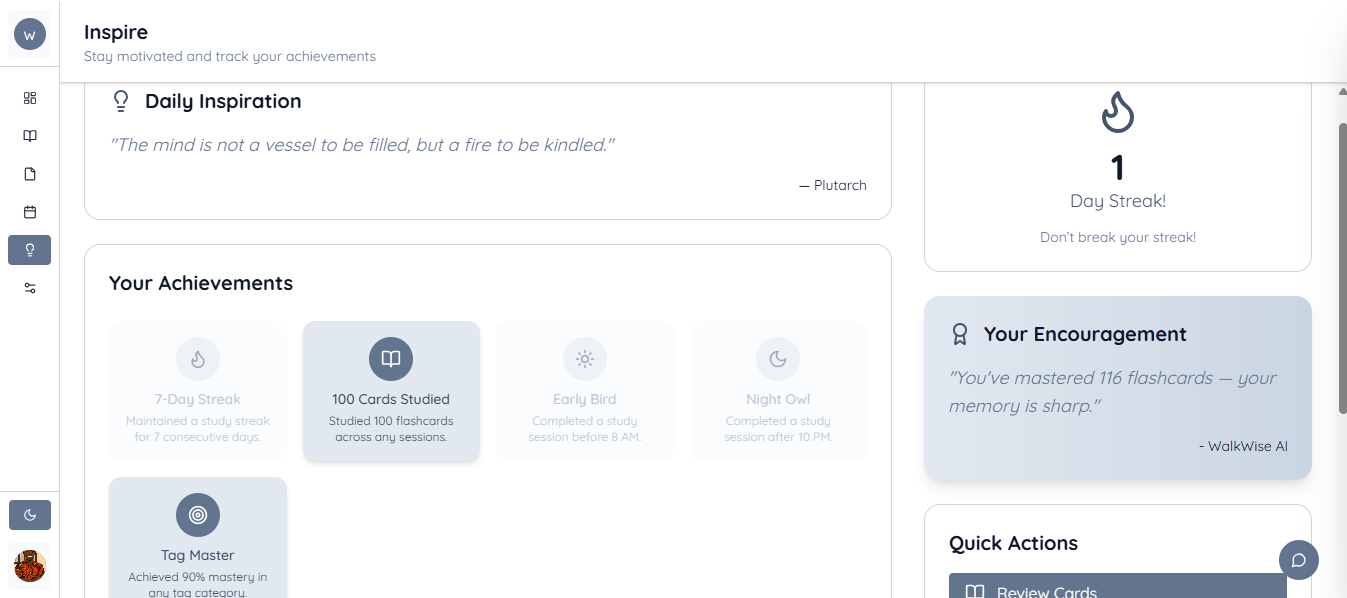 W
Inspire
Stay motivated and track your achievements
Daily Inspiration
"The mind is not a vessel to be filled, but a fire to be kindled."
— Plutarch
1
Day Streak!
Don't break your streak!
Your Achievements
7-Day Streak
Maintained a study streak
for 7 consecutive days.
100 Cards Studied
Studied 100 flashcards
across any sessions.
Early Bird
Completed a study
session before 8 AM.
Night Owl
Completed a study
session after 10 PM.
Tag Master
Achieved 90% mastery in
any tag category.
Your Encouragement
"You've mastered 116 flashcards — your
memory is sharp."
- WalkWise AI
Quick Actions
Review Cards